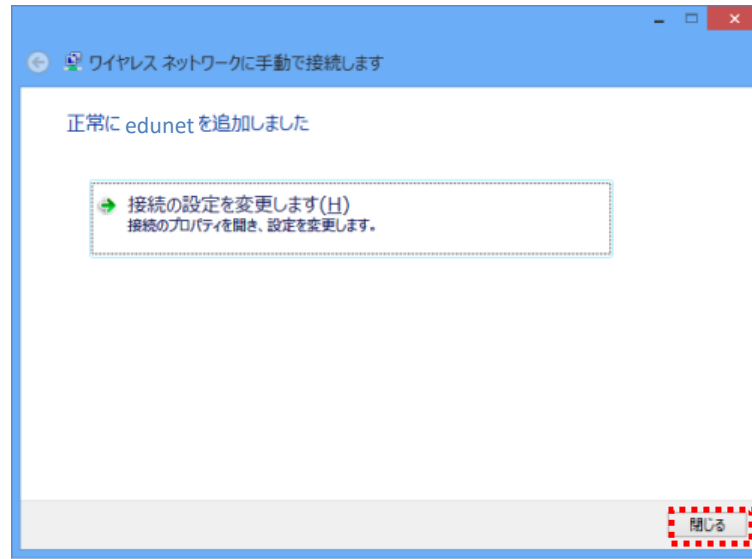 ワイヤレス ネットワークに手動で接続します
正常に edunet を追加しました
接続の設定を変更します(H)
接続のプロパティを開き、設定を変更します。
閉じる